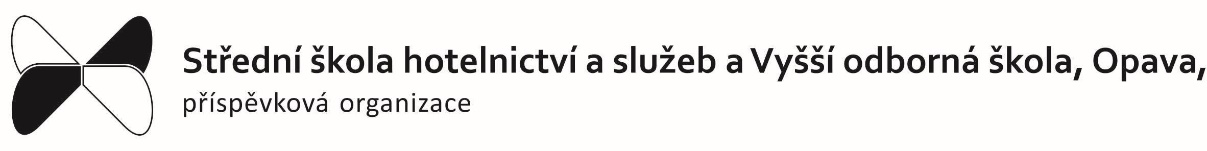 Střední škola hotelnictví a služeb a Vyšší odborná škola, Opava,
příspěvková organizace